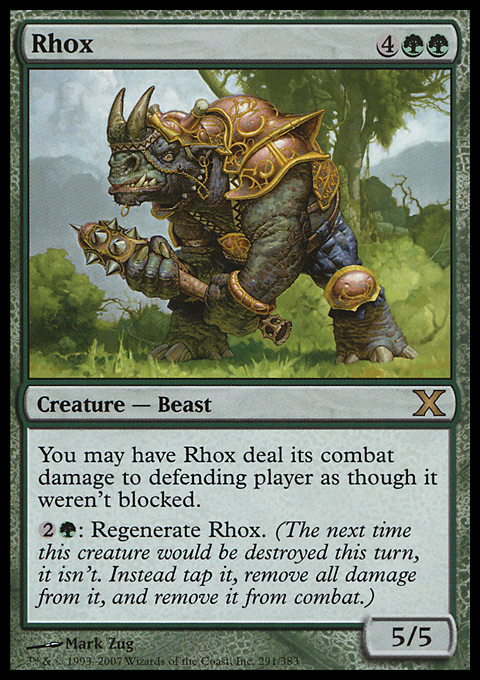 Rhox 4
Creature — Beast X
You may have Rhox deal its combat
damage to defending player as though it
weren't blocked.
2 : Regenerate Rhox. (The next time
this creature would be destroyed this turn,
it isn't. Instead tap it, remove all damage
from it, and remove it from combat.)
Mark Zug
5/5
™ & © 1993–2007 Wizards of the Coast, Inc. 291/383